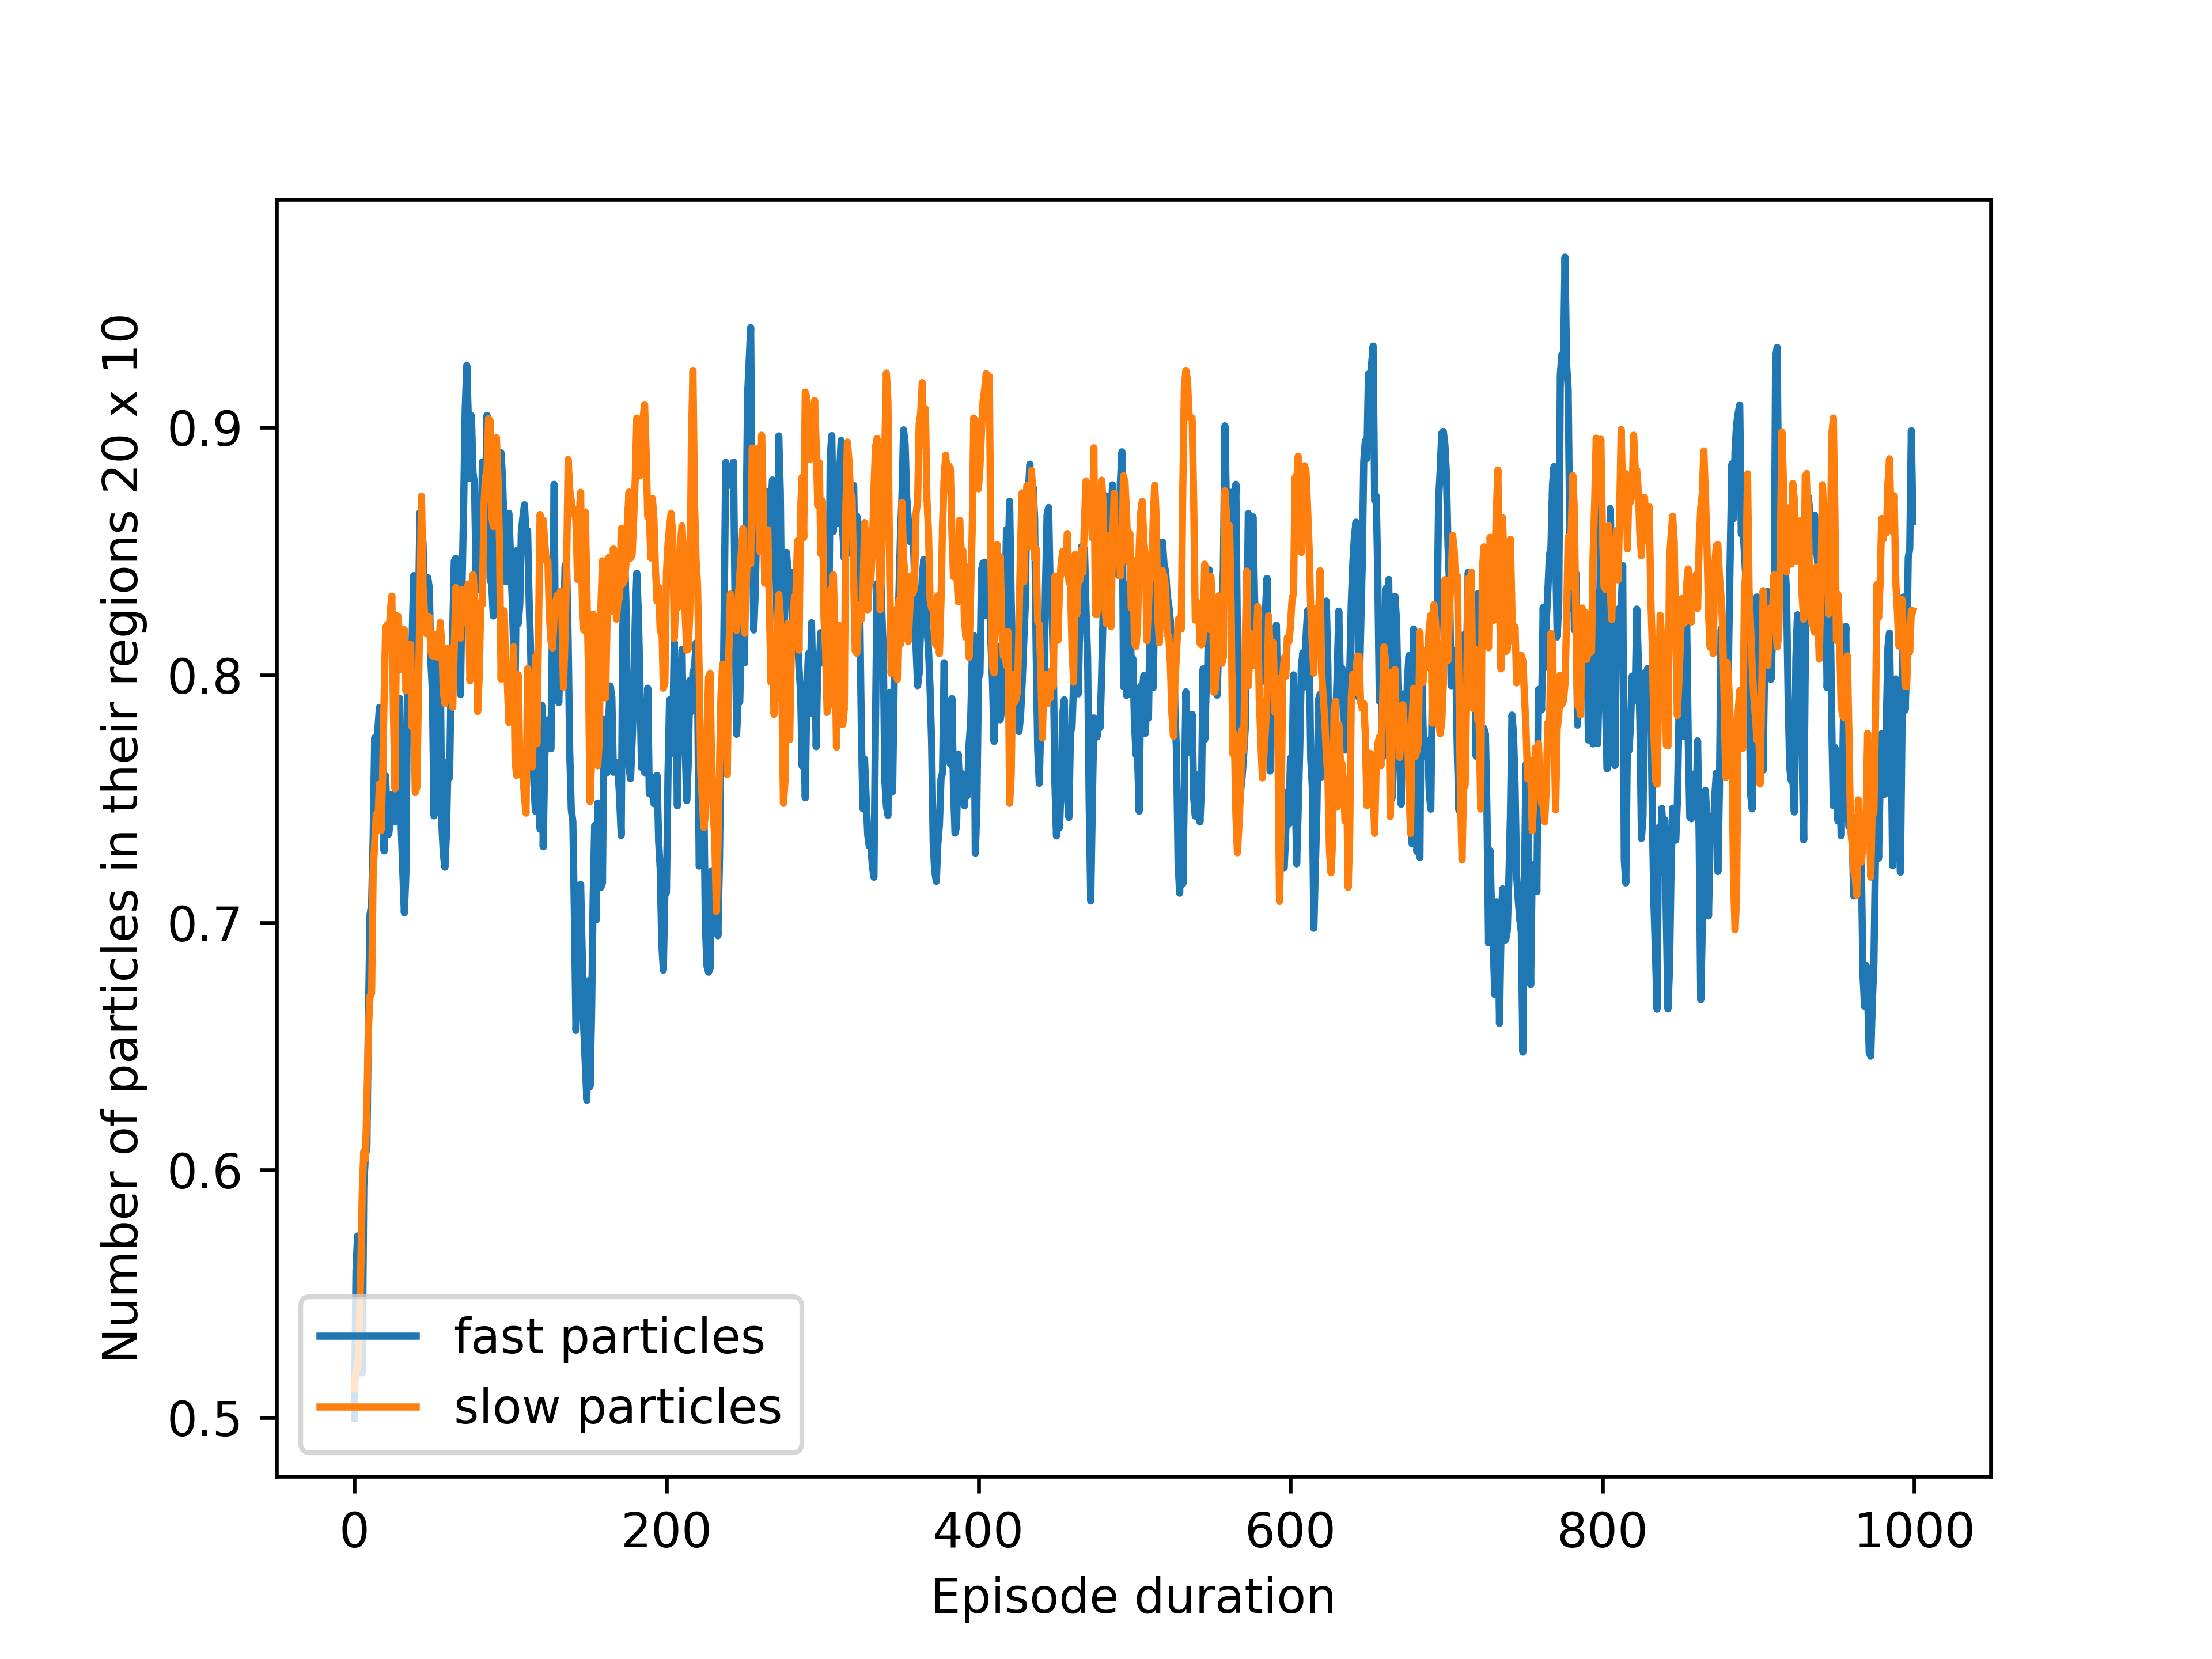 Number of particles in their regions 20 x 10
0.9
0.8
0.7
0.6
0.5
fast particles
slow particles
0 200 400 600 800 1000
Episode duration